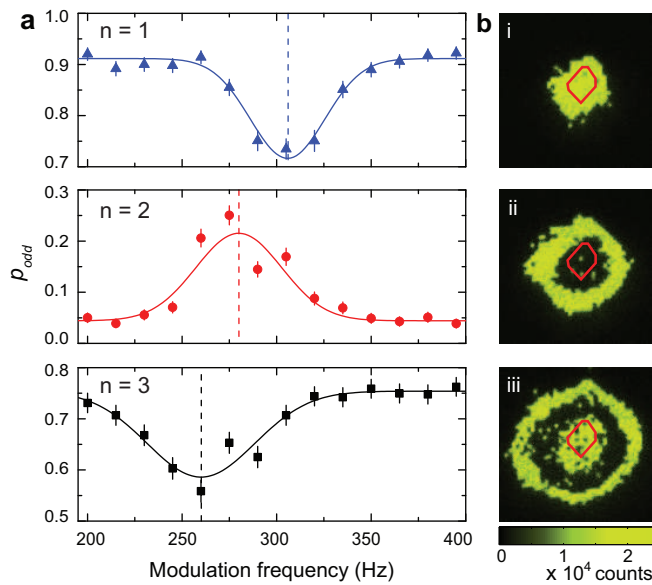 a
b
n = 1
1.0
0.9
0.8
0.7
i
n = 2
0.3
0.2
0.1
0.0
p_odd
ii
n = 3
0.8
0.7
0.6
0.5
iii
200 250 300 350 400
Modulation frequency (Hz)
0 1 2
x 10⁴ counts